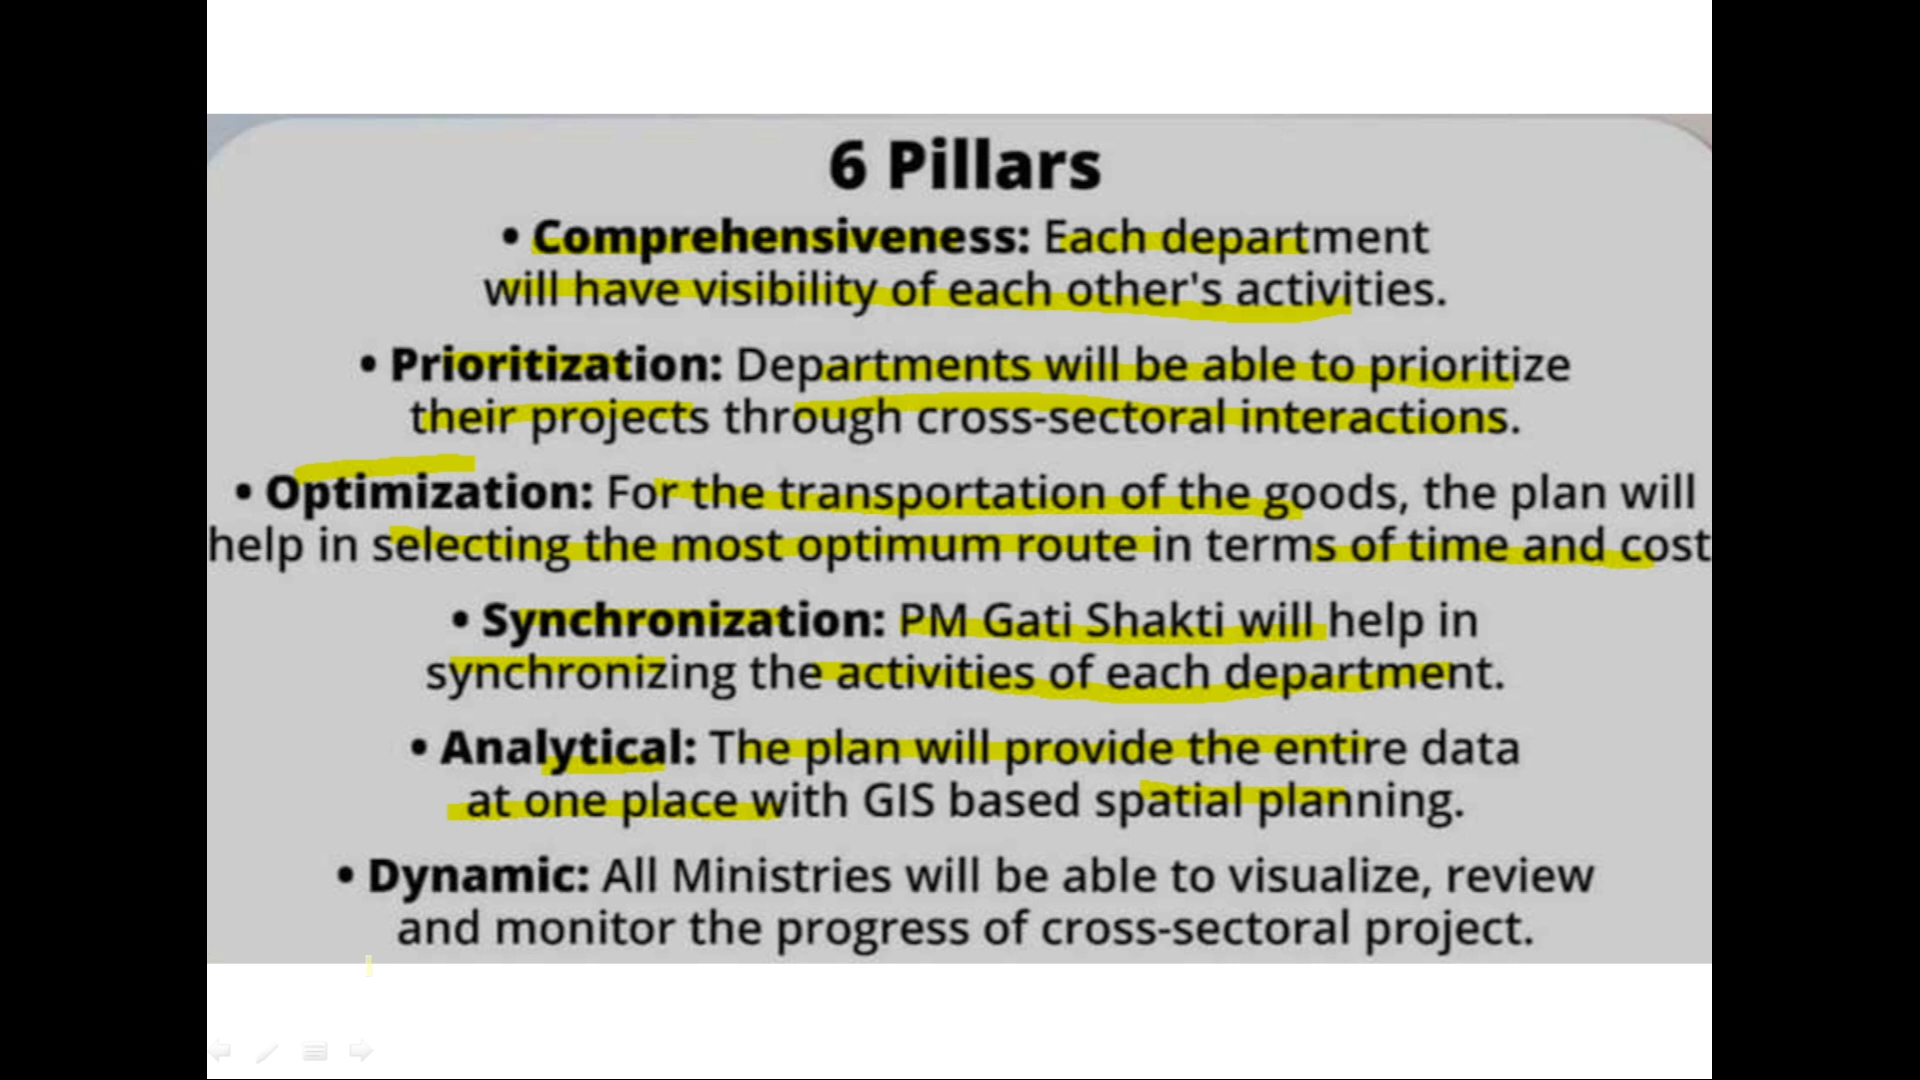 6 Pillars
• Comprehensiveness: Each department
will have visibility of each other's activities.
• Prioritization: Departments will be able to prioritize
their projects through cross-sectoral interactions.
• Optimization: For the transportation of the goods, the plan will
help in selecting the most optimum route in terms of time and cost
• Synchronization: PM Gati Shakti will help in
synchronizing the activities of each department.
• Analytical: The plan will provide the entire data
at one place with GIS based spatial planning.
• Dynamic: All Ministries will be able to visualize, review
and monitor the progress of cross-sectoral project.